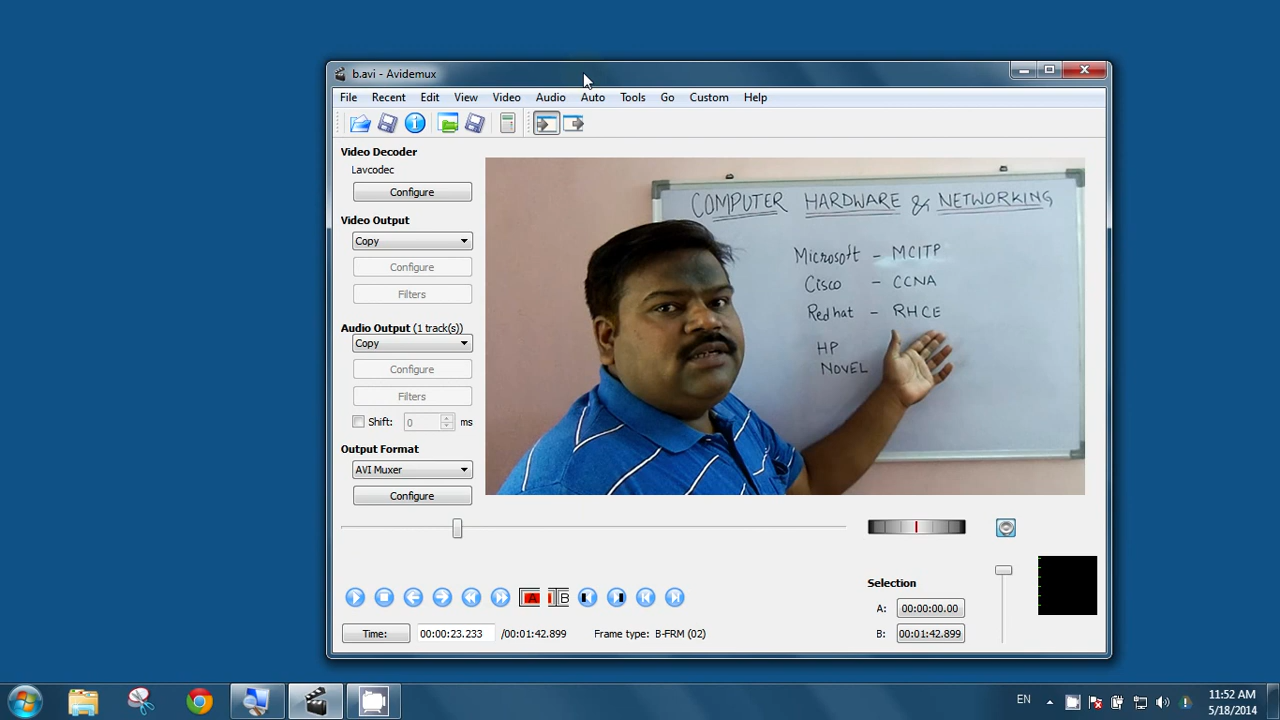 b.avi - Avidemux
File Recent Edit View Video Audio Auto Tools Go Custom Help
Video Decoder
Lavcodec
Configure
Video Output
Copy
Configure
Filters
Audio Output (1 track(s))
Copy
Configure
Filters
Shift: 0 ms
Output Format
AVI Muxer
Configure
COMPUTER HARDWARE & NETWORKING
Microsoft - MCITP
Cisco - CCNA
Redhat - RHCE
HP
NOVEL
A B
Selection
A: 00:00:00.00
B: 00:01:42.899
Time: 00:00:23.233 /00:01:42.899 Frame type: B-FRM (02)
EN
11:52 AM
5/18/2014